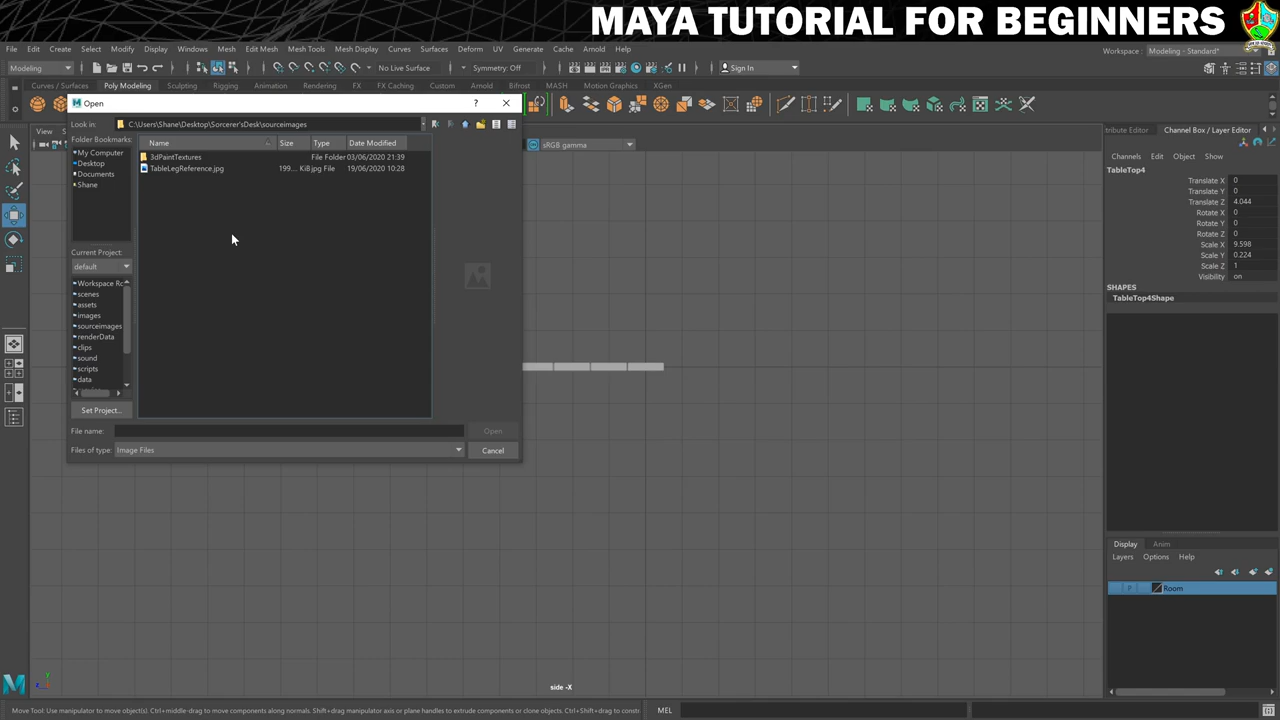 MAYA TUTORIAL FOR BEGINNERS
File Edit Create Select Modify Display Windows Mesh Edit Mesh Mesh Tools Mesh Display Curves Surfaces Deform UV Generate Cache Arnold Help
Workspace : Modeling - Standard*
Modeling No Live Surface Symmetry: Off Sign In
Curves / Surfaces Poly Modeling Sculpting Rigging Animation Rendering FX FX Caching Custom Arnold Bifrost MASH Motion Graphics XGen
Open ? ×
Look in: C:\Users\Shane\Desktop\Sorcerer'sDesk\sourceimages
Folder Bookmarks:
My Computer
Desktop
Documents
Shane
Name Size Type Date Modified
3dPaintTextures File Folder 03/06/2020 21:39
TableLegReference.jpg 199... KiB jpg File 19/06/2020 10:28
Current Project:
default
Workspace Ro
scenes
assets
images
sourceimages
renderData
clips
sound
scripts
data
Set Project...
File name: Open
Files of type: Image Files Cancel
View
sRGB gamma
side -X
Channel Box / Layer Editor
Channels Edit Object Show
TableTop4
Translate X 0
Translate Y 0
Translate Z 4.044
Rotate X 0
Rotate Y 0
Rotate Z 0
Scale X 9.598
Scale Y 0.224
Scale Z 1
Visibility on
SHAPES
TableTop4Shape
Display Anim
Layers Options Help
P Room
Move Tool: Use manipulator to move object(s). Ctrl+middle-drag to move components along normals. Shift+drag manipulator axis or plane handles to extrude components or clone objects. Ctrl+Shift+drag to constr
MEL